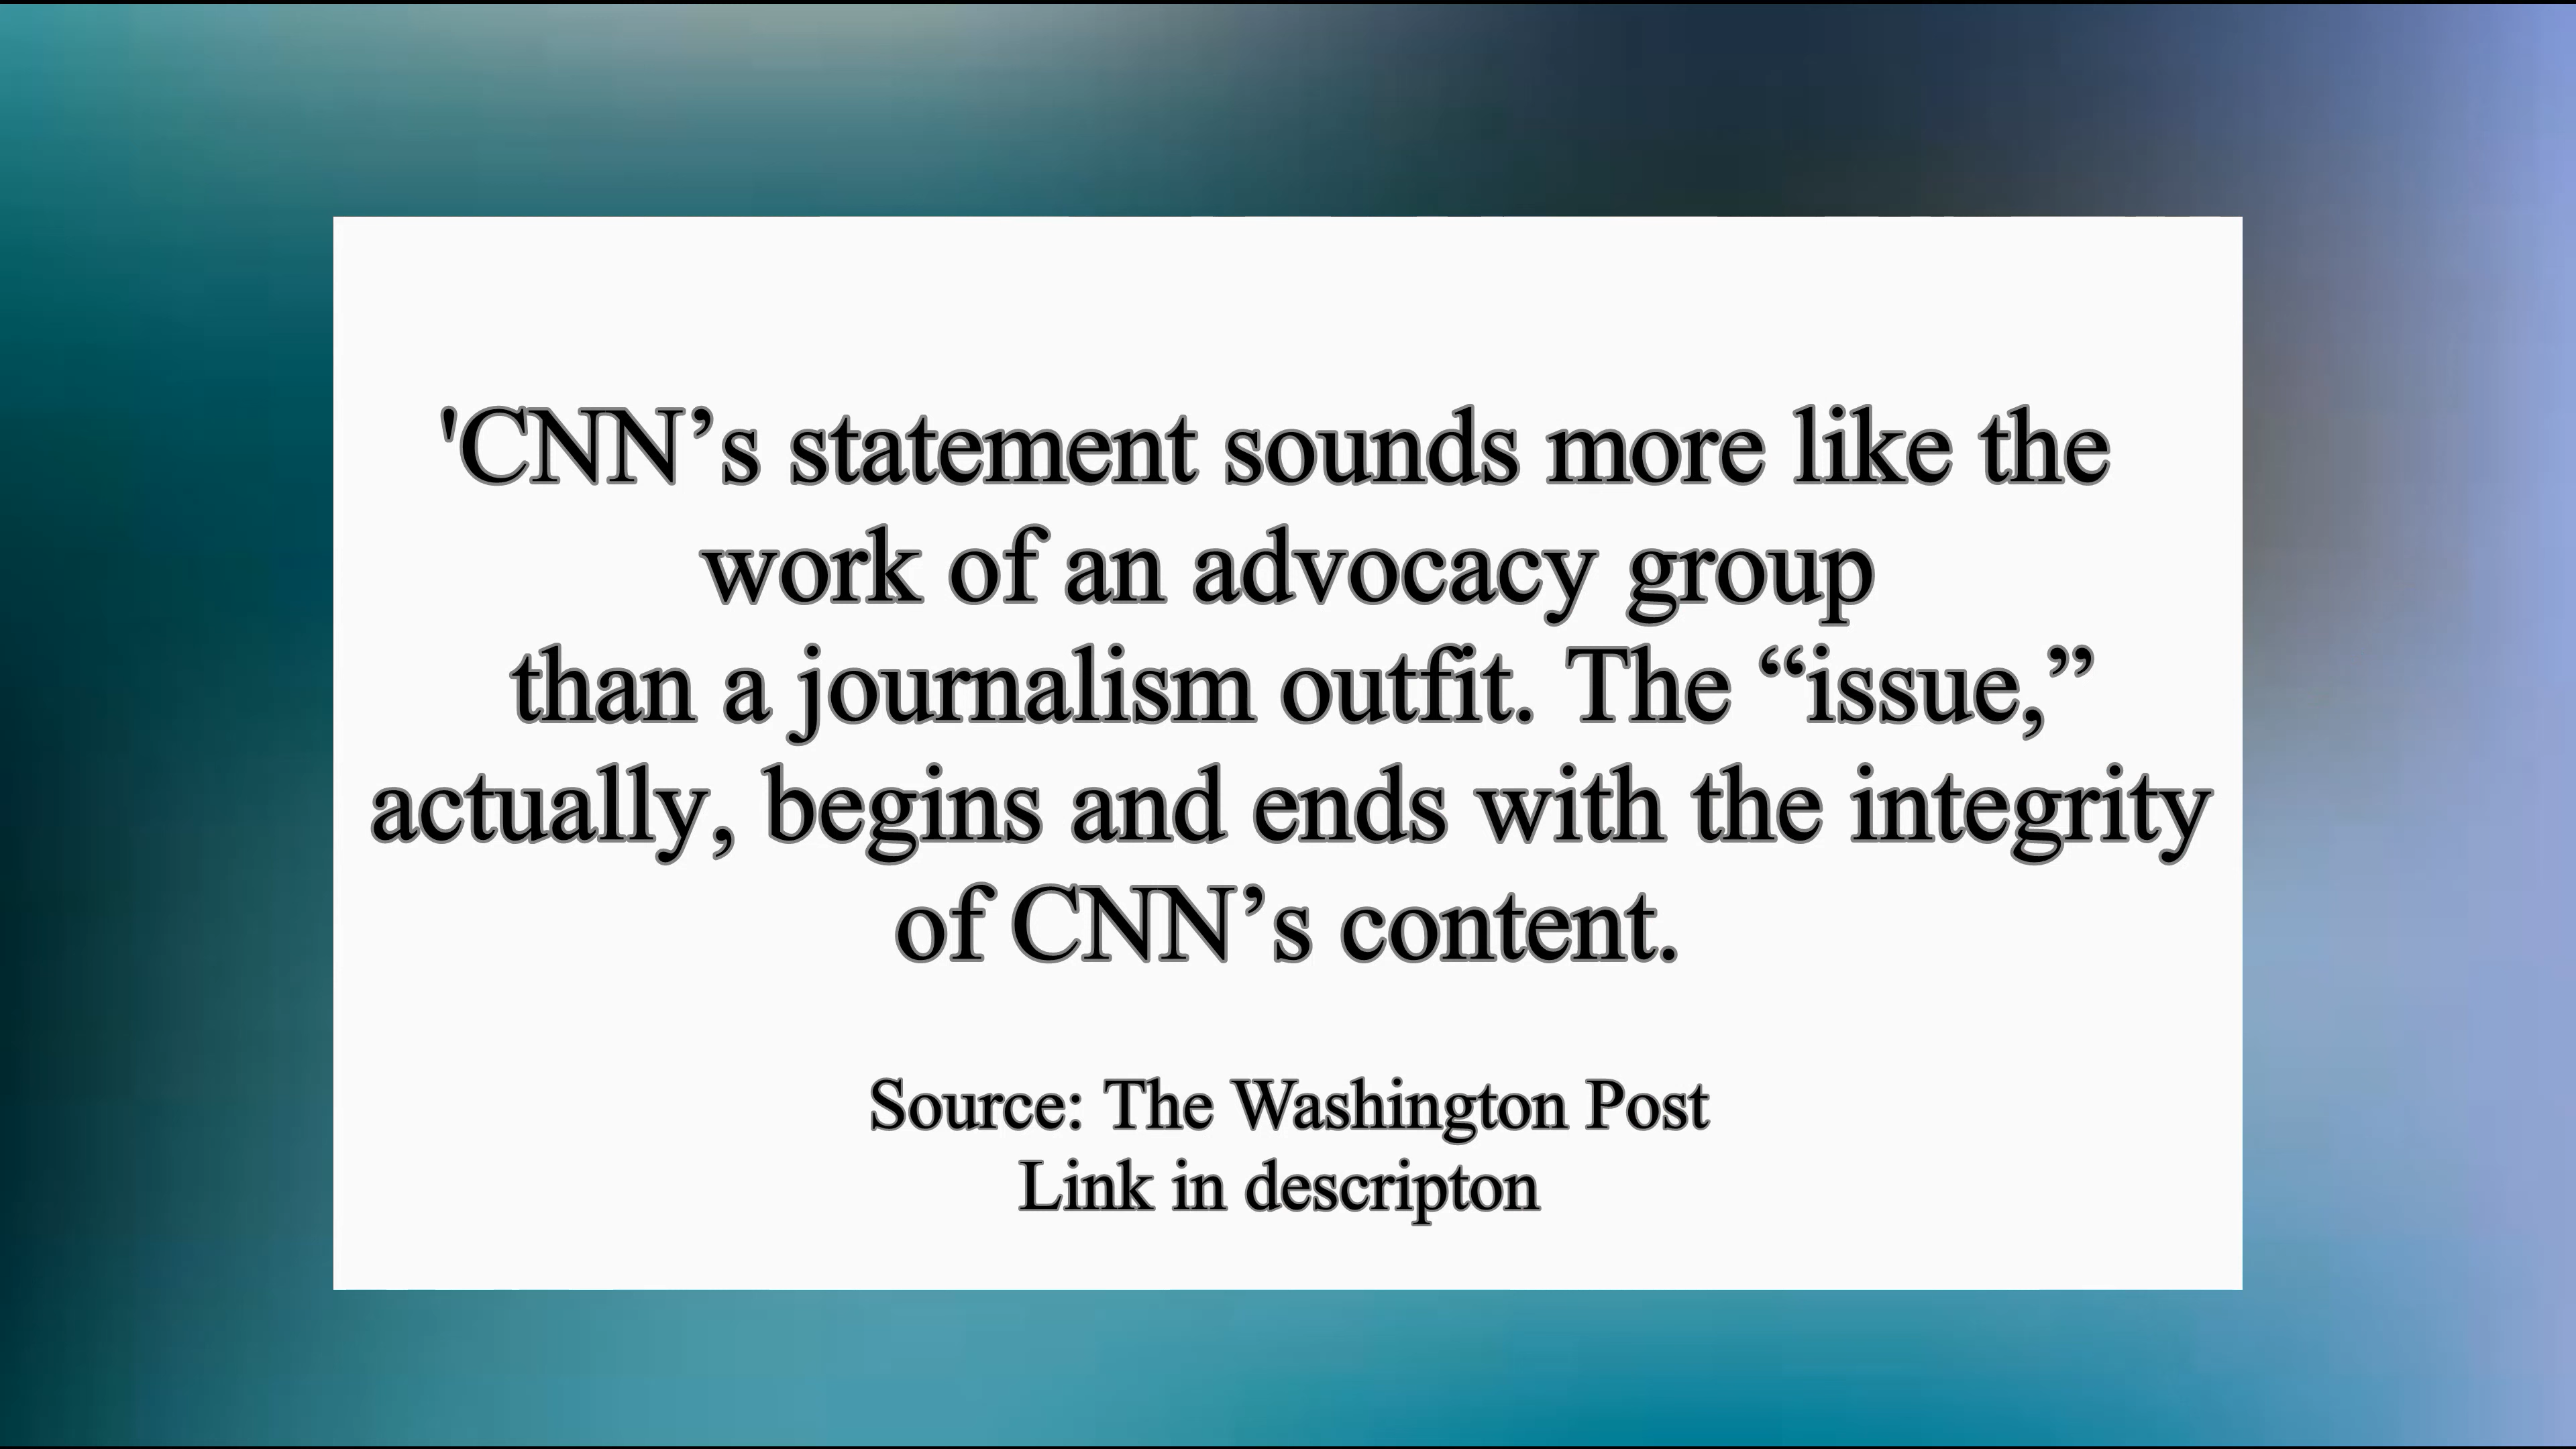 'CNN’s statement sounds more like the
work of an advocacy group
than a journalism outfit. The “issue,”
actually, begins and ends with the integrity
of CNN’s content.
Source: The Washington Post
Link in descripton